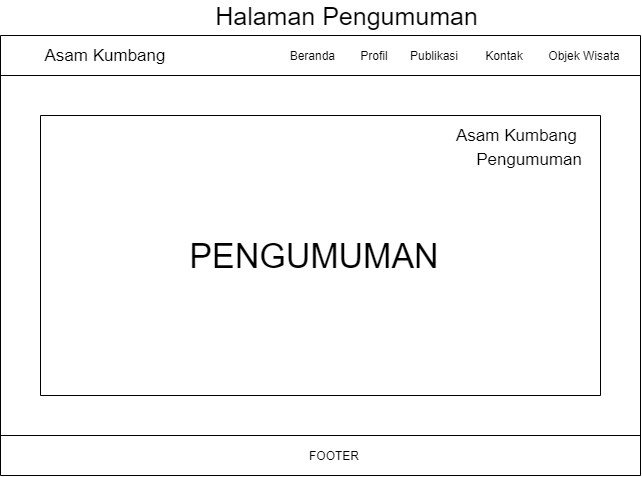 Halaman Pengumuman
Asam Kumbang Beranda Profil Publikasi Kontak Objek Wisata
Asam Kumbang
Pengumuman
PENGUMUMAN
FOOTER